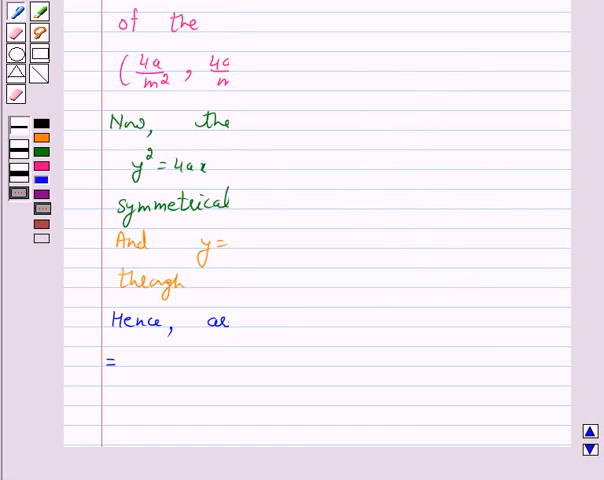 of the
(4a/m², 4a/m
Now, the
y² = 4ax
symmetrical
And y =
through
Hence, ar
=